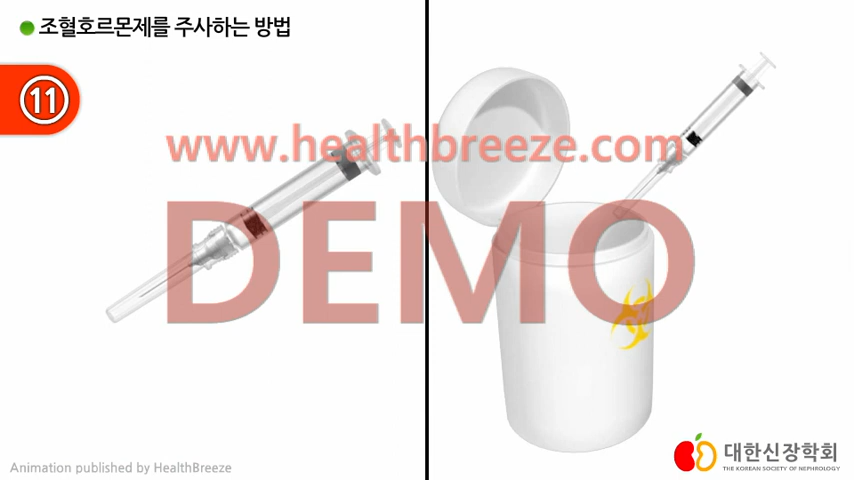 조혈호르몬제를 주사하는 방법
11
www.healthbreeze.com
DEMO
Animation published by HealthBreeze
대한신장학회
THE KOREAN SOCIETY OF NEPHROLOGY